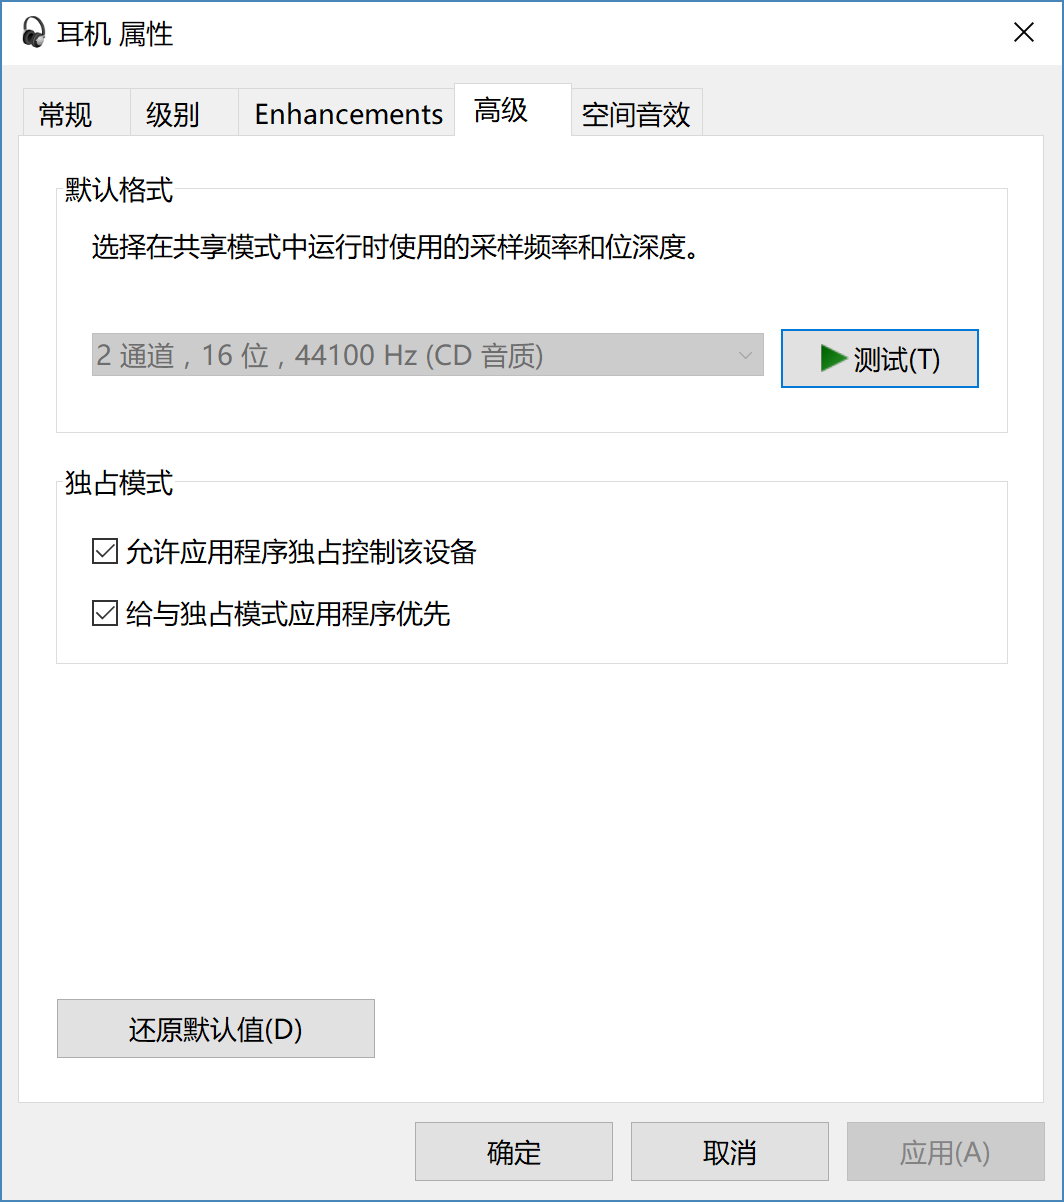 耳机 属性
常规
级别
Enhancements
高级
空间音效
默认格式
选择在共享模式中运行时使用的采样频率和位深度。
2 通道，16 位，44100 Hz (CD 音质)
测试(T)
独占模式
允许应用程序独占控制该设备
给与独占模式应用程序优先
还原默认值(D)
确定
取消
应用(A)